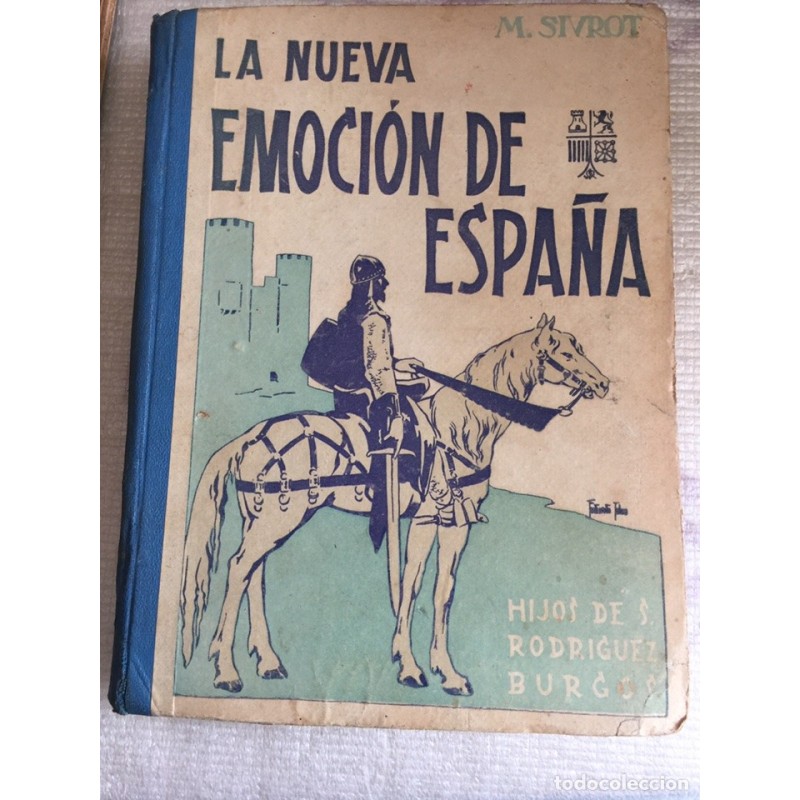 M. SIVROT
LA NUEVA
EMOCIÓN DE
ESPAÑA
HIJOS DE S.
RODRIGUEZ
BURGOS
todocoleccion